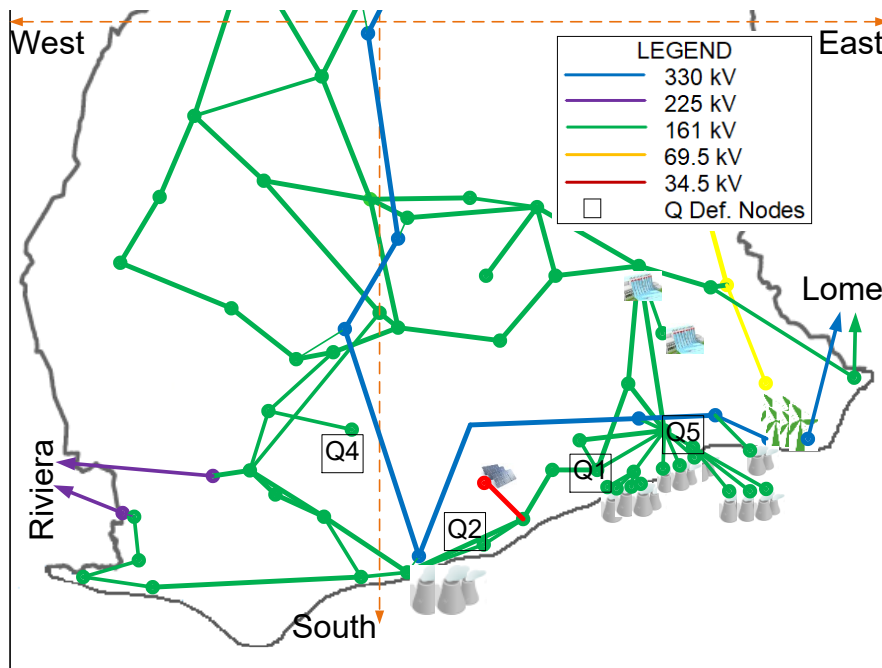 West
East
LEGEND
330 kV
225 kV
161 kV
69.5 kV
34.5 kV
Q Def. Nodes
Lome
Q4
Q5
Riviera
Q1
Q2
South